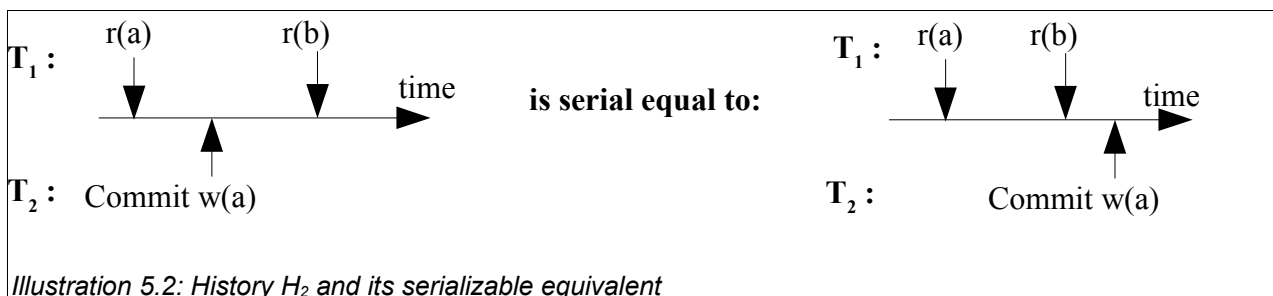 r(a) r(b)
T₁ :
time
T₂ : Commit w(a)
is serial equal to:
r(a) r(b)
T₁ :
time
T₂ : Commit w(a)
Illustration 5.2: History H₂ and its serializable equivalent